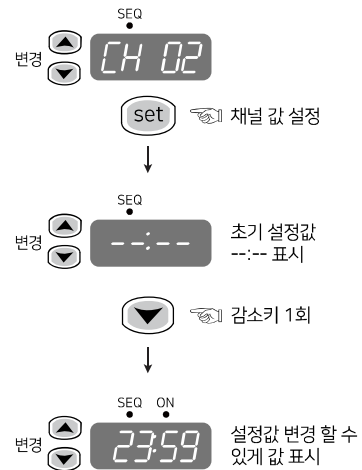 SEQ
변경 CH 02
set 채널 값 설정
SEQ
변경 --:-- 초기 설정값
--:-- 표시
감소키 1회
SEQ ON
변경 23:59 설정값 변경 할 수
있게 값 표시